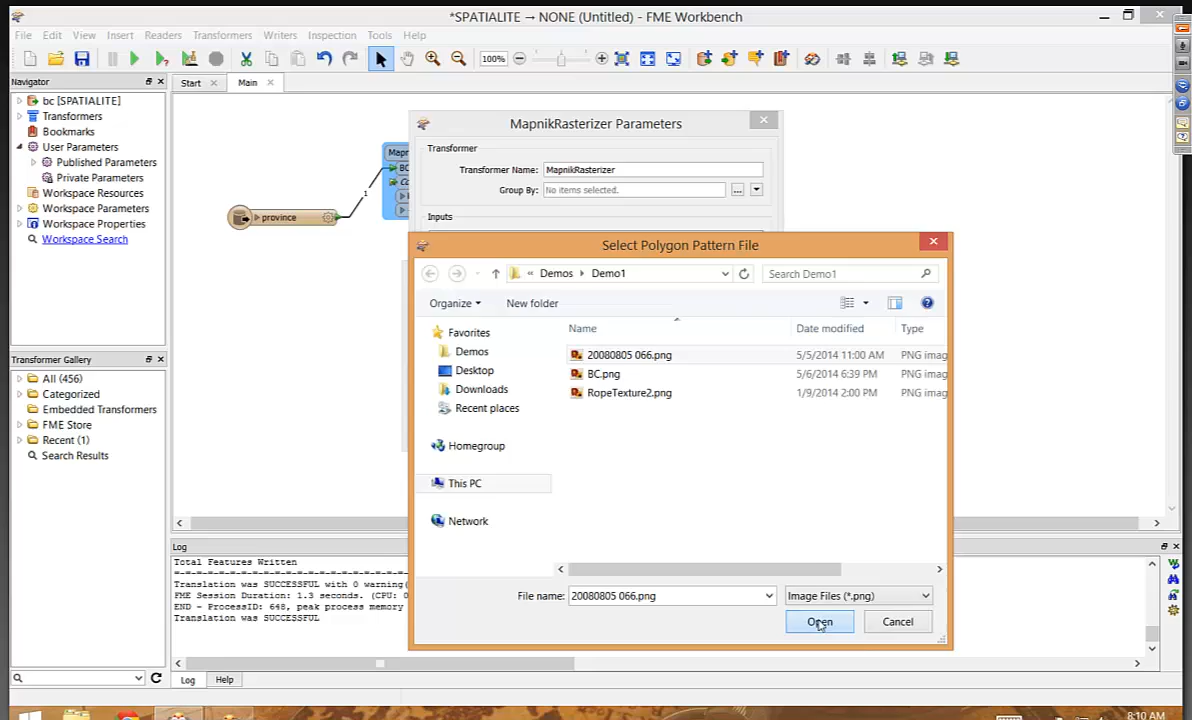 *SPATIALITE → NONE (Untitled) - FME Workbench
File Edit View Insert Readers Transformers Writers Inspection Tools Help
100%
Navigator
Start Main
bc [SPATIALITE]
Transformers
Bookmarks
User Parameters
Published Parameters
Private Parameters
Workspace Resources
Workspace Parameters
Workspace Properties
Workspace Search
province
1
MapnikRasterizer Parameters
Transformer
Transformer Name: MapnikRasterizer
Group By: No items selected.
Inputs
Select Polygon Pattern File
« Demos Demo1
Search Demo1
Organize New folder
Favorites
Demos
Desktop
Downloads
Recent places
Homegroup
This PC
Network
Name Date modified Type
20080805 066.png 5/5/2014 11:00 AM PNG imag
BC.png 5/6/2014 6:39 PM PNG imag
RopeTexture2.png 1/9/2014 2:00 PM PNG imag
File name: 20080805 066.png Image Files (*.png)
Open Cancel
Transformer Gallery
All (456)
Categorized
Embedded Transformers
FME Store
Recent (1)
Search Results
Log
Total Features Written
Translation was SUCCESSFUL with 0 warning(
FME Session Duration: 1.3 seconds. (CPU: 0
END - ProcessID: 648, peak process memory
Translation was SUCCESSFUL
Log Help
8:10 AM